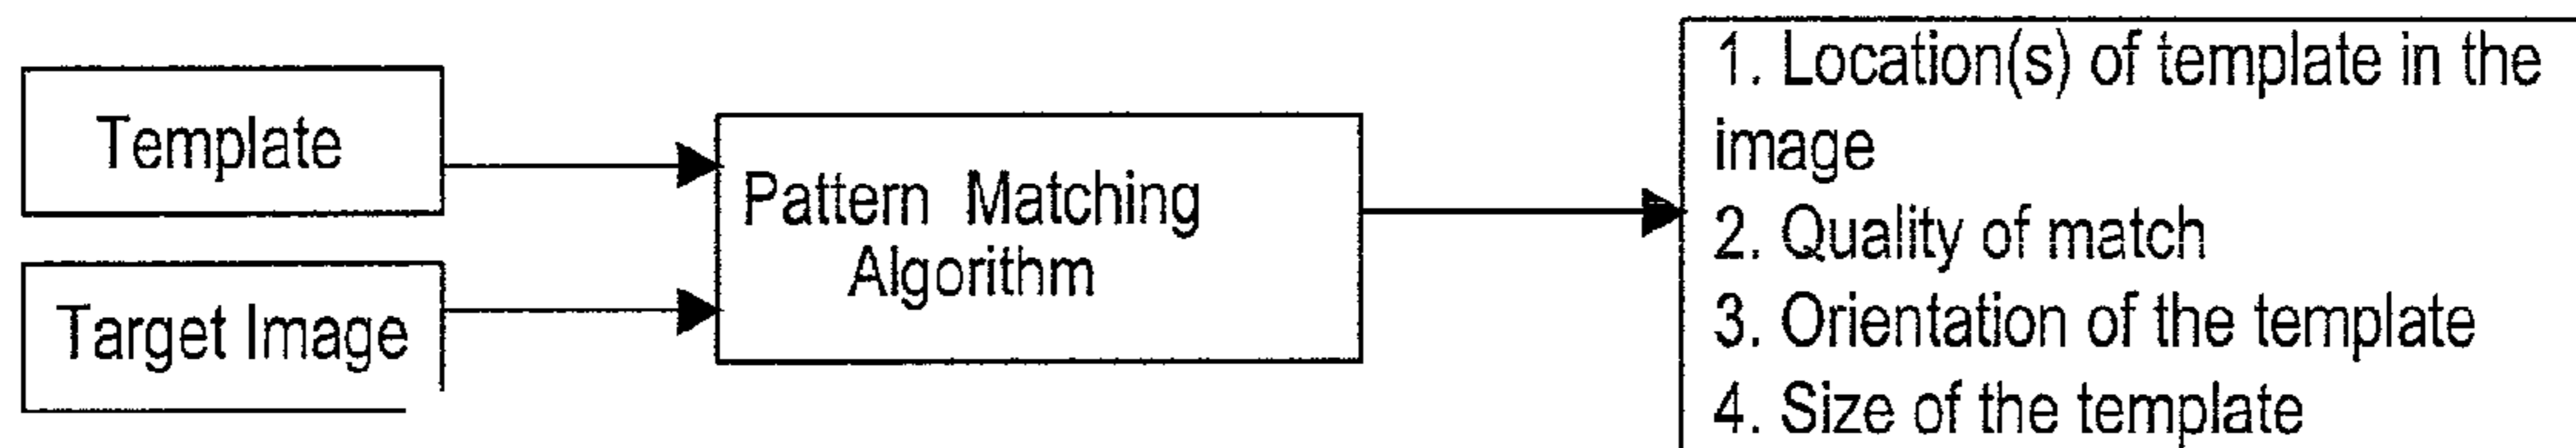 Template
Target Image
Pattern Matching
Algorithm
1. Location(s) of template in the
image
2. Quality of match
3. Orientation of the template
4. Size of the template